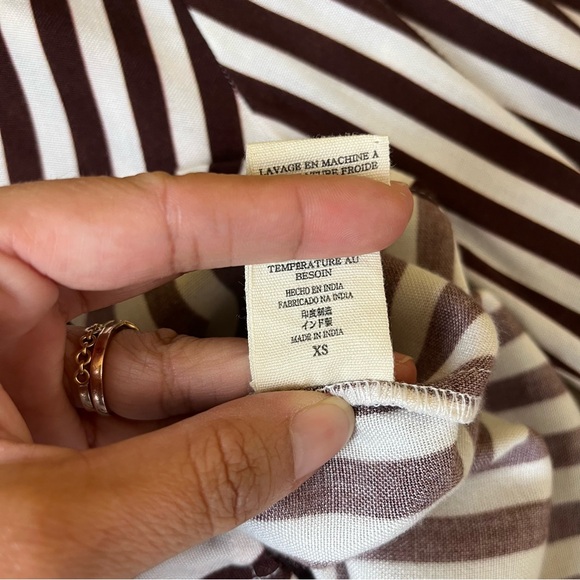 LAVAGE EN MACHINE A
FROIDE
TEMPÉRATURE AU
BESOIN
HECHO EN INDIA
FABRICADO NA INDIA
印度制造
インド製
MADE IN INDIA
XS